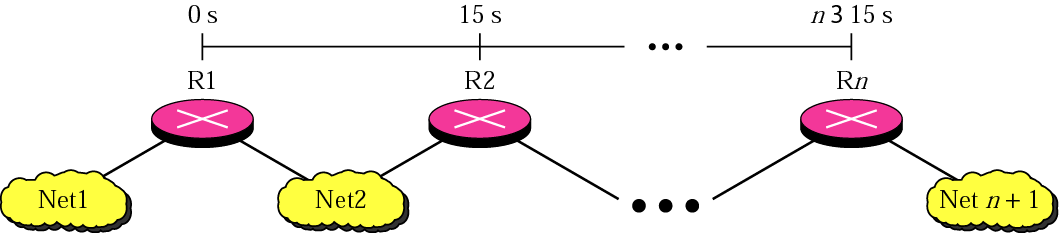 0 s 15 s n 3 15 s
R1 R2 Rn
Net1 Net2 Net n + 1